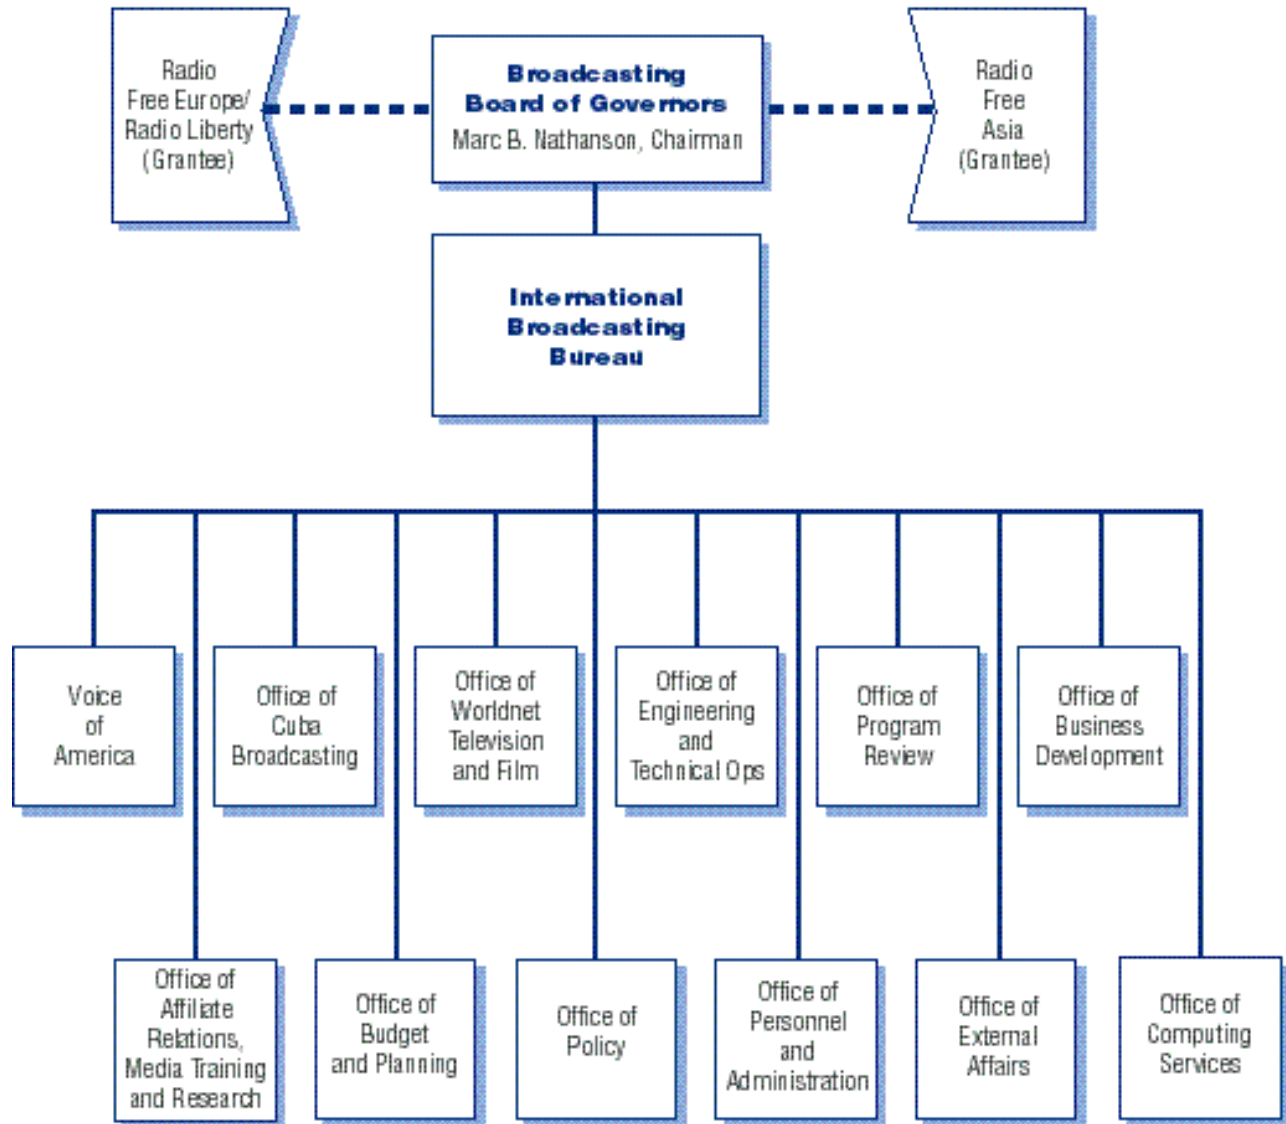 Radio
Free Europe/
Radio Liberty
(Grantee)
Broadcasting
Board of Governors
Marc B. Nathanson, Chairman
Radio
Free
Asia
(Grantee)
International
Broadcasting
Bureau
Voice
of
America
Office of
Cuba
Broadcasting
Office of
Worldnet
Television
and Film
Office of
Engineering
and
Technical Ops
Office of
Program
Review
Office of
Business
Development
Office of
Affiliate
Relations,
Media Training
and Research
Office of
Budget
and Planning
Office of
Policy
Office of
Personnel
and
Administration
Office of
External
Affairs
Office of
Computing
Services